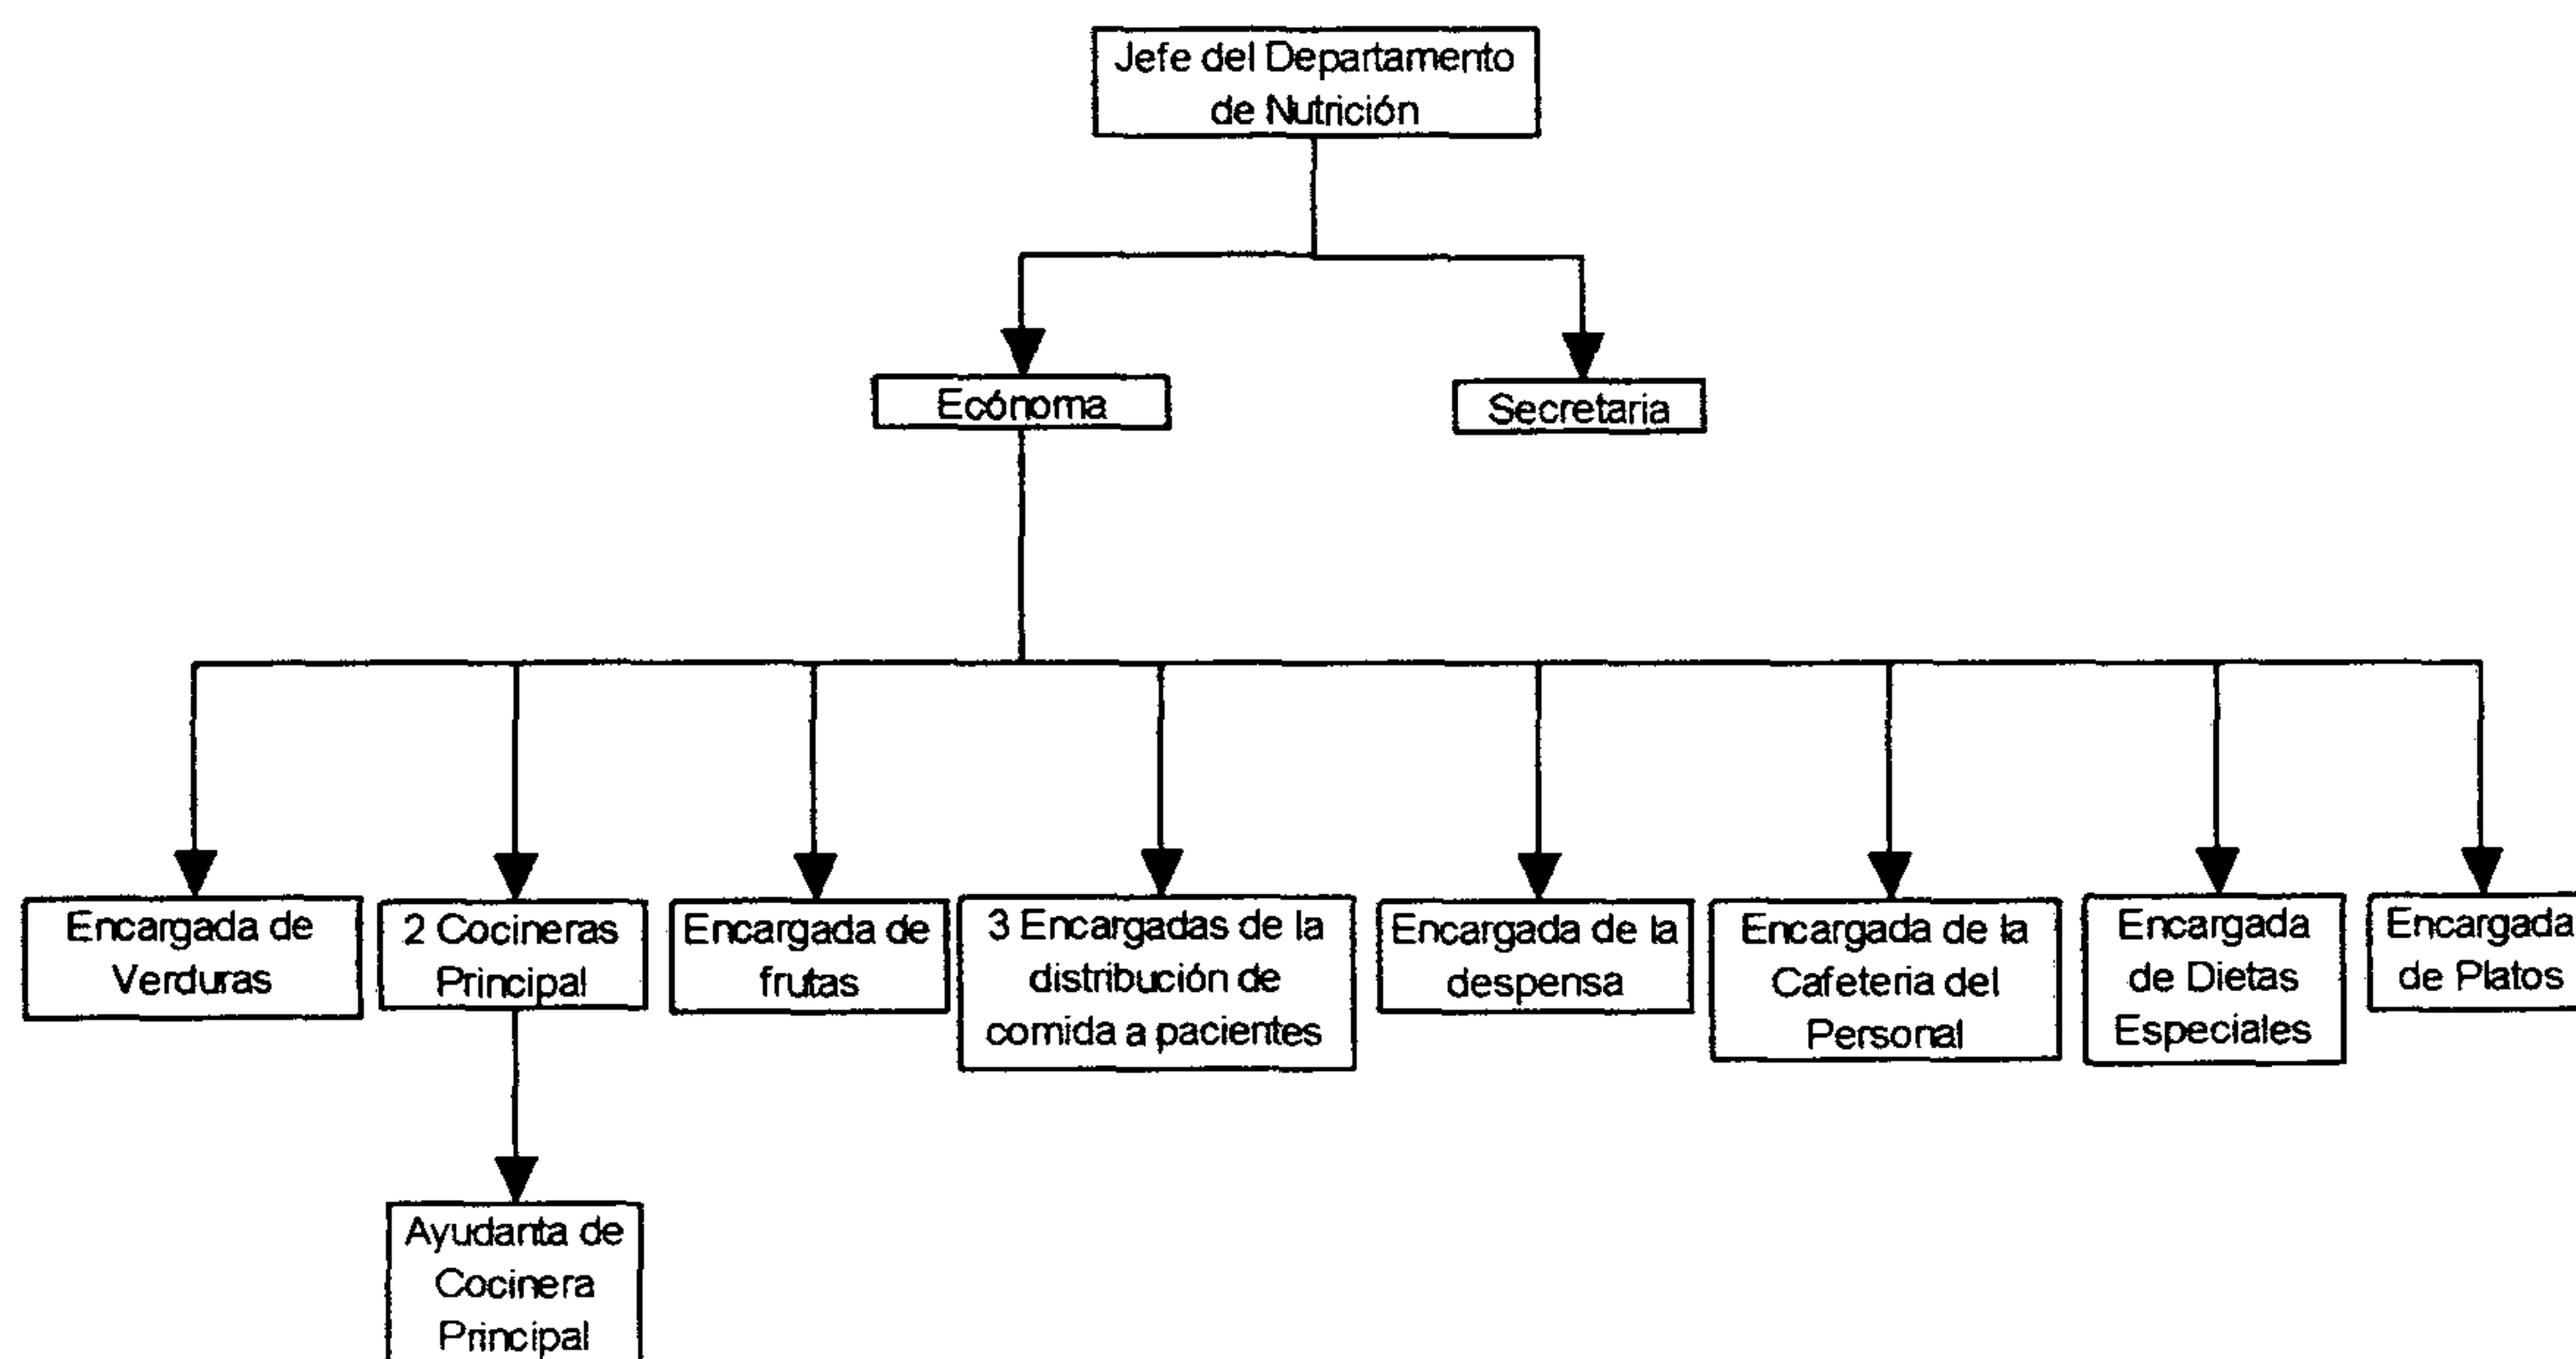 Jefe del Departamento
de Nutrición
Ecónoma
Secretaria
Encargada de
Verduras
2 Cocineras
Principal
Encargada de
frutas
3 Encargadas de la
distribución de
comida a pacientes
Encargada de la
despensa
Encargada de la
Cafeteria del
Personal
Encargada
de Dietas
Especiales
Encargada
de Platos
Ayudanta de
Cocinera
Principal